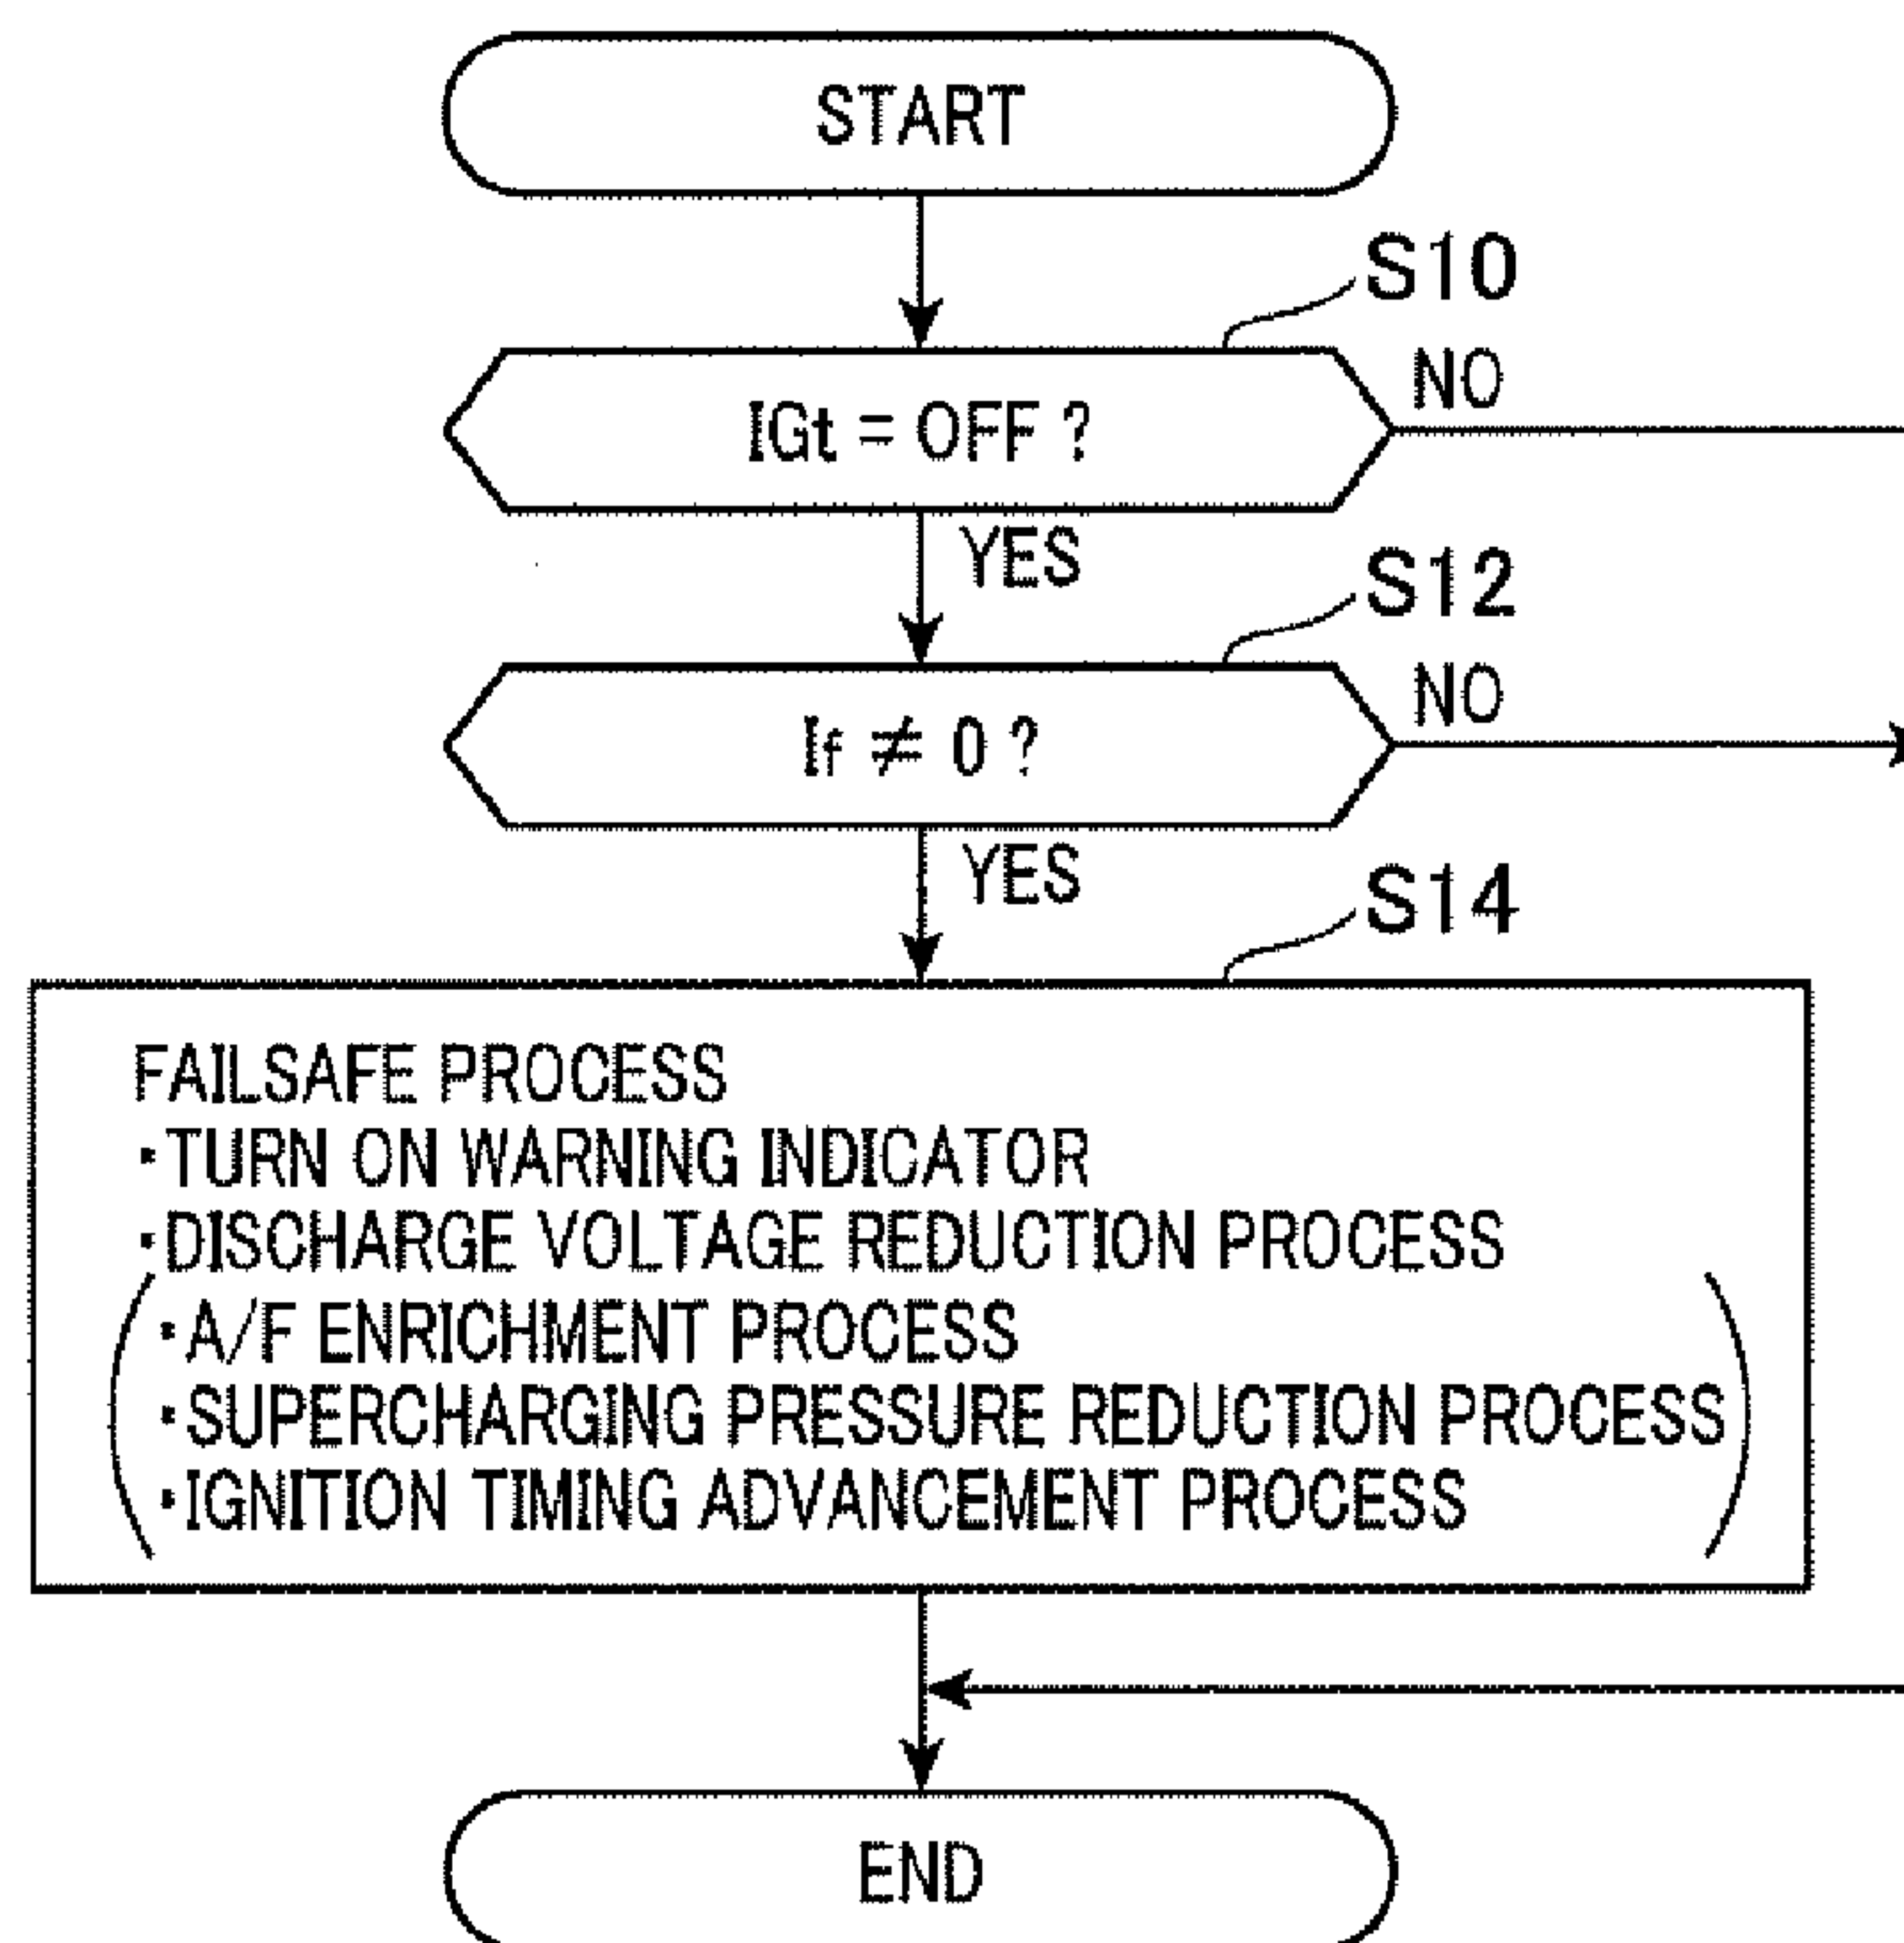 START
S10
IGt = OFF ?
NO
YES
S12
If ≠ 0 ?
NO
YES
S14
FAILSAFE PROCESS
・TURN ON WARNING INDICATOR
・DISCHARGE VOLTAGE REDUCTION PROCESS
・A/F ENRICHMENT PROCESS
・SUPERCHARGING PRESSURE REDUCTION PROCESS
・IGNITION TIMING ADVANCEMENT PROCESS
END